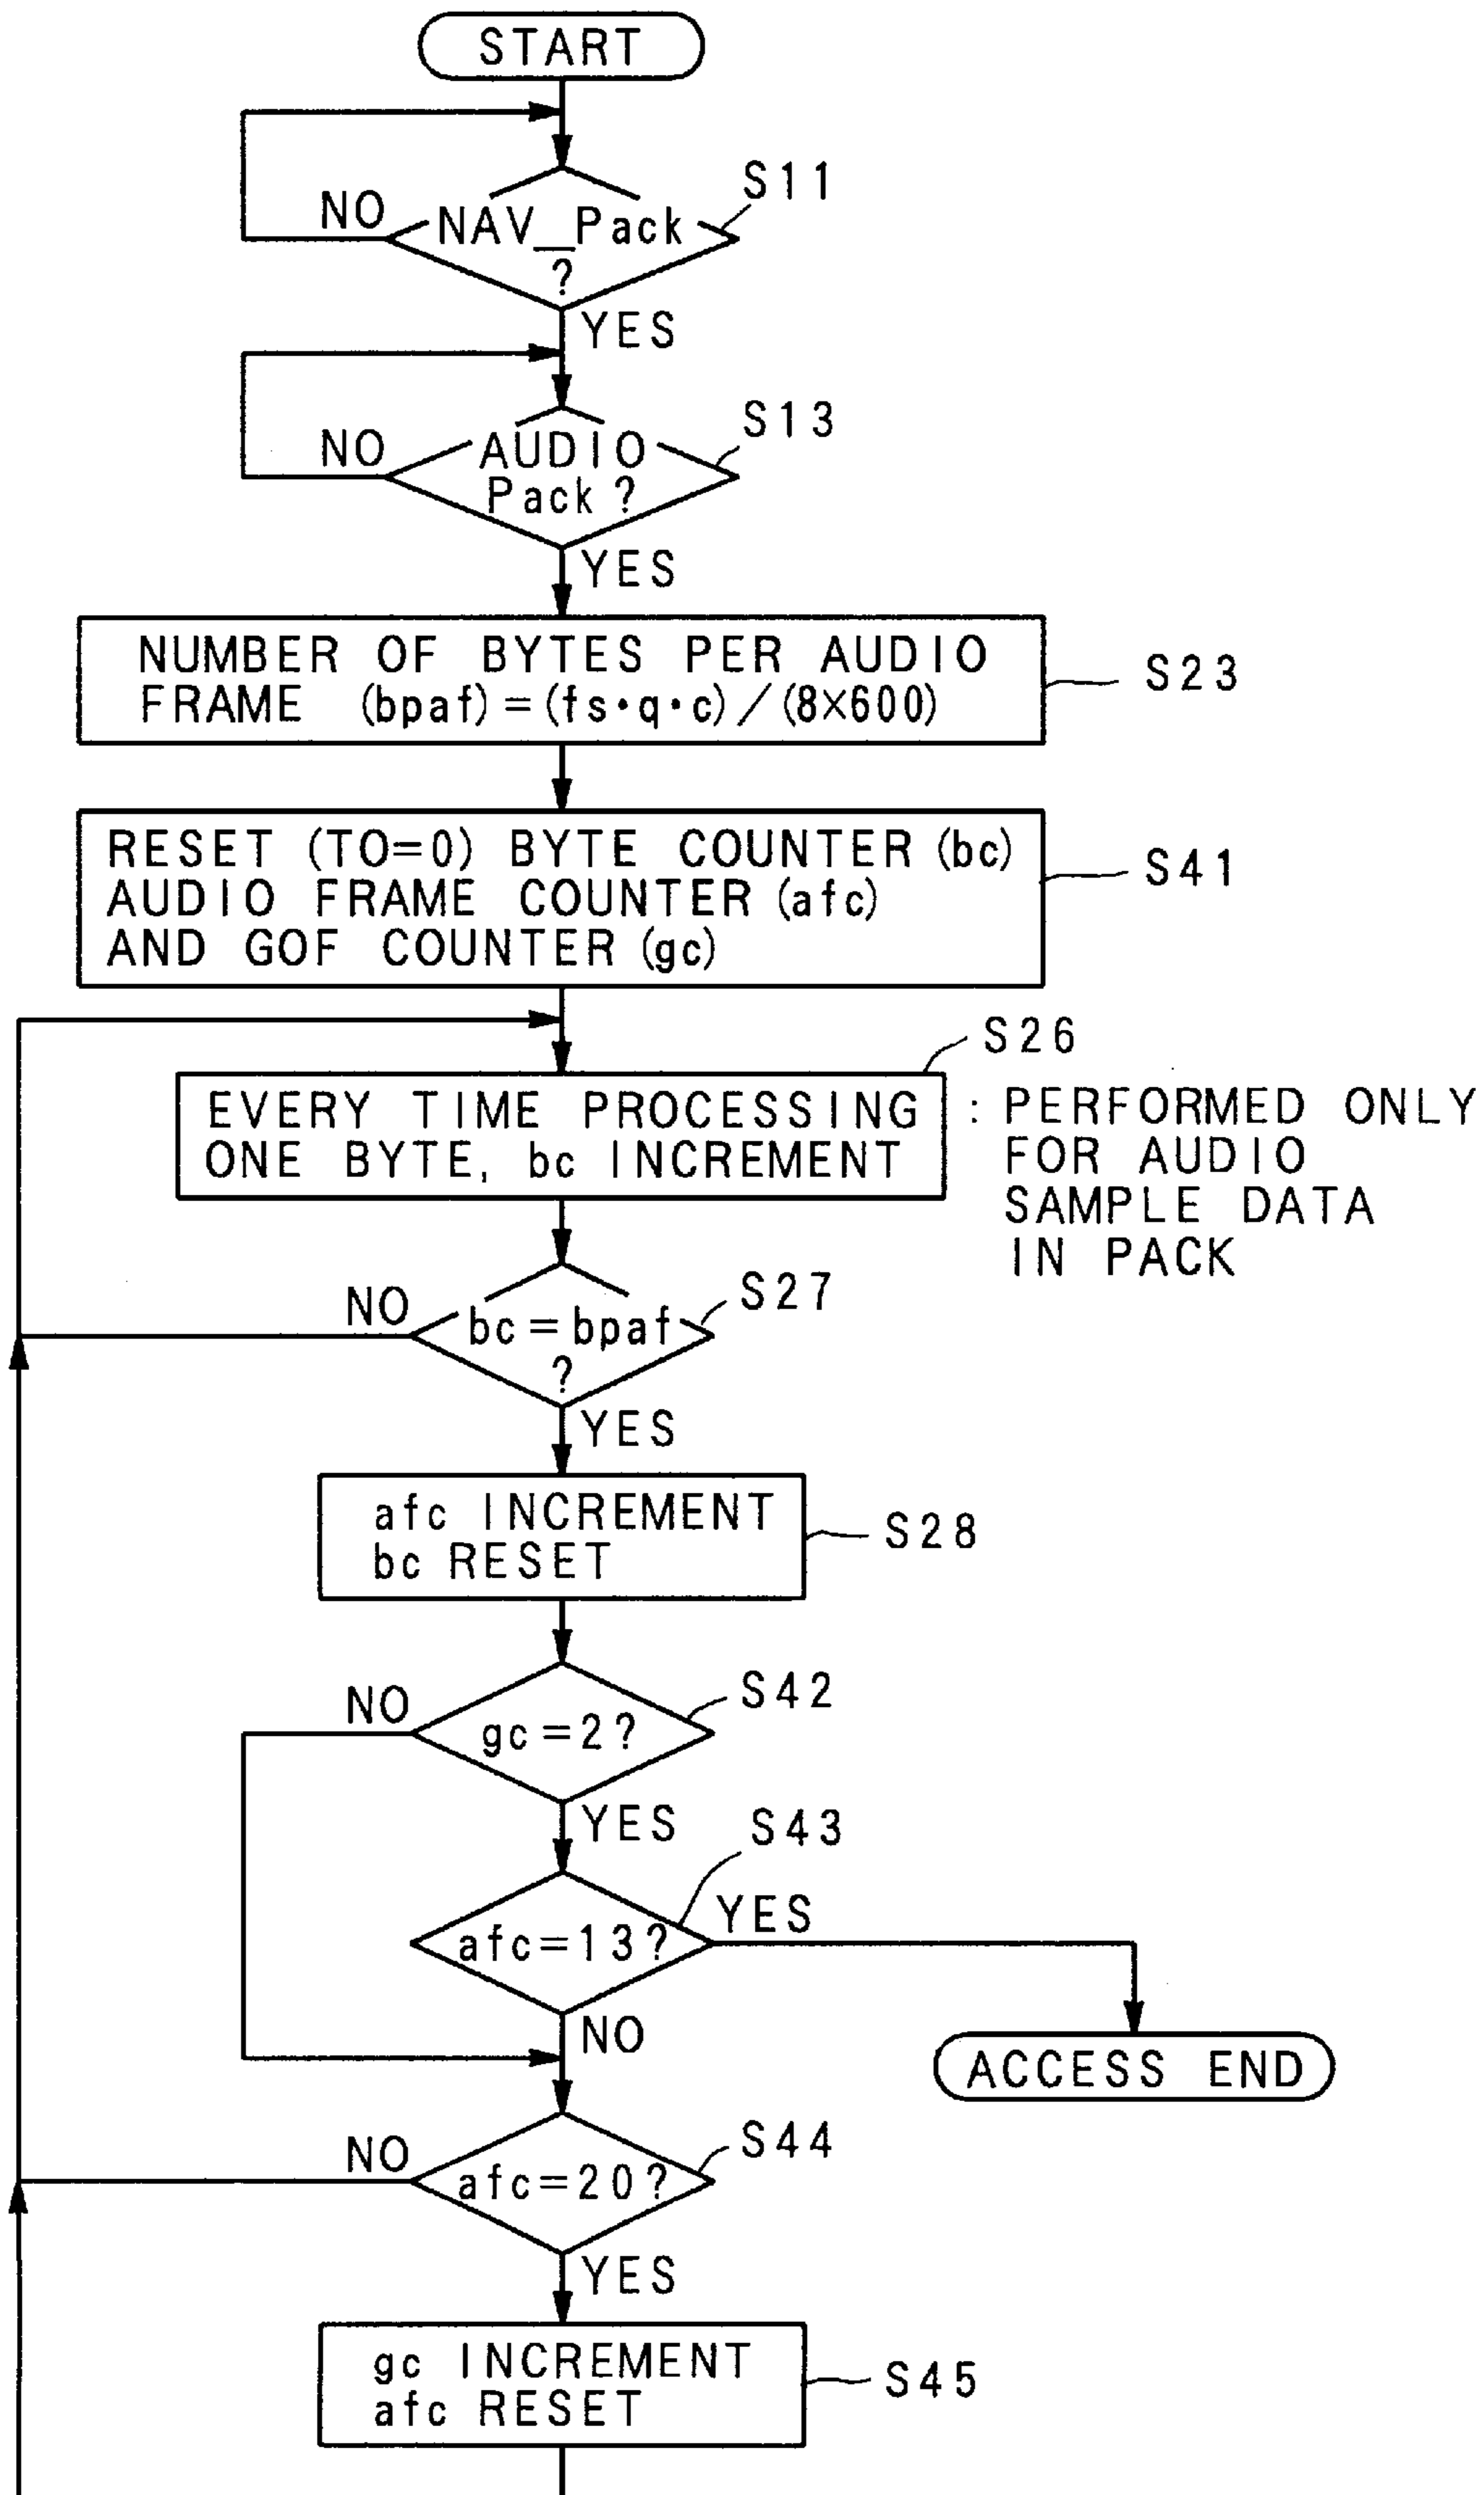 START
S11
NO
NAV_Pack
?
YES
S13
NO
AUDIO
Pack?
YES
NUMBER OF BYTES PER AUDIO
FRAME (bpaf)=(fs・q・c)/(8×600)
S23
RESET (TO=0) BYTE COUNTER (bc)
AUDIO FRAME COUNTER (afc)
AND GOF COUNTER (gc)
S41
S26
EVERY TIME PROCESSING
ONE BYTE, bc INCREMENT
: PERFORMED ONLY
FOR AUDIO
SAMPLE DATA
IN PACK
S27
NO
bc=bpaf
?
YES
afc INCREMENT
bc RESET
S28
S42
NO
gc=2?
YES
S43
afc=13?
YES
NO
ACCESS END
S44
NO
afc=20?
YES
gc INCREMENT
afc RESET
S45